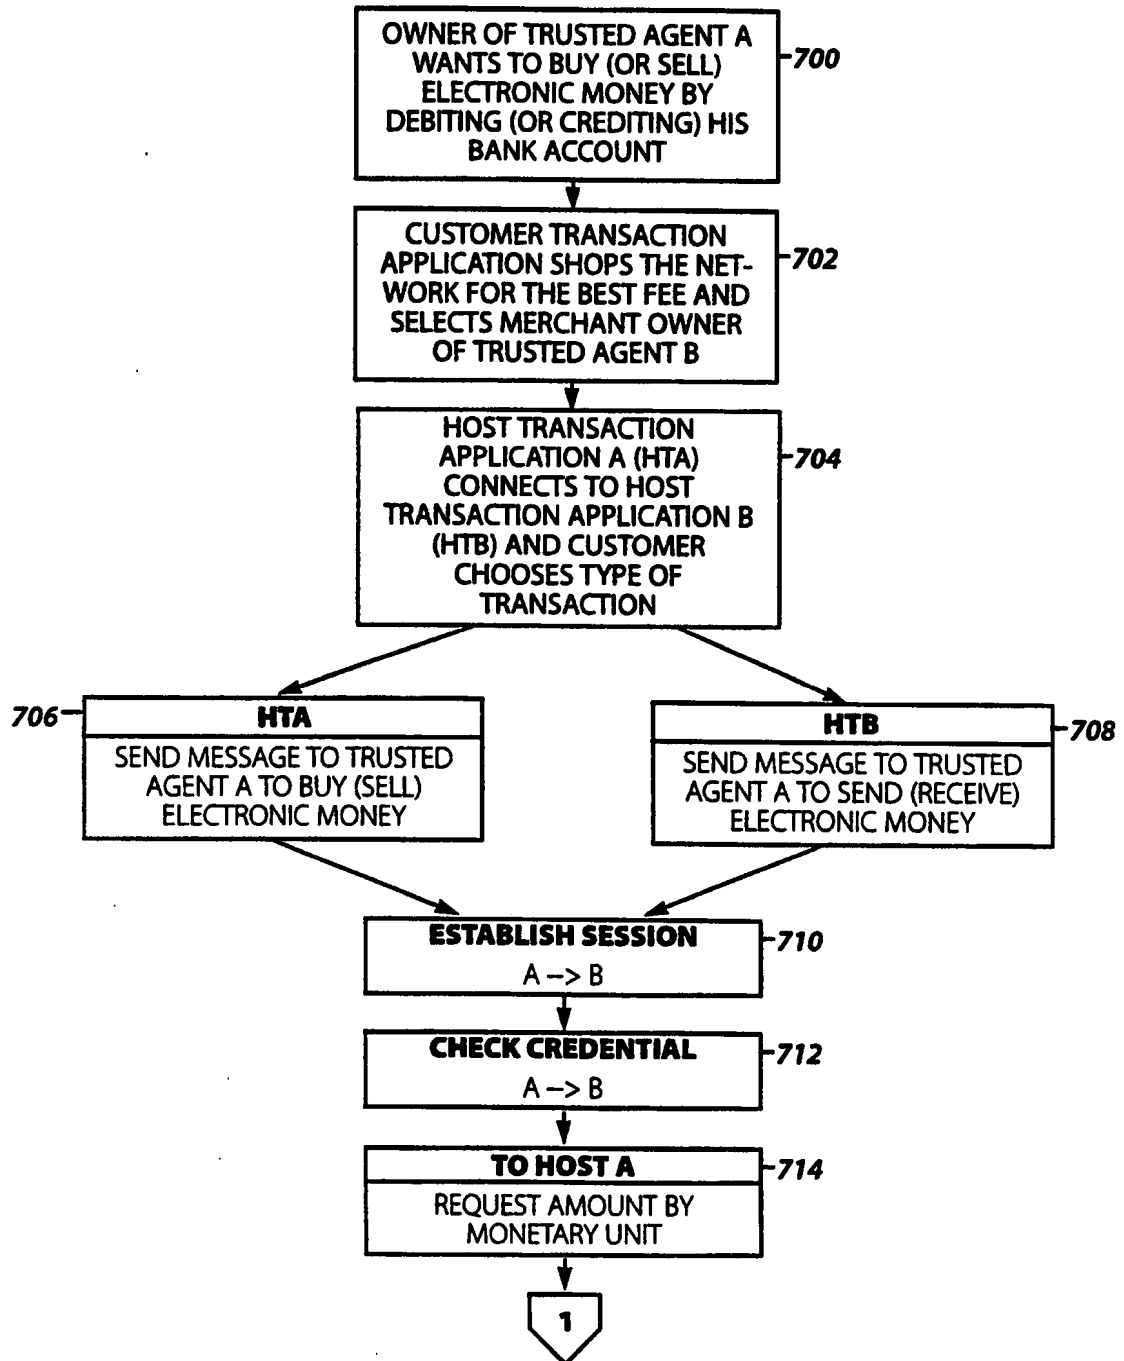 OWNER OF TRUSTED AGENT A
WANTS TO BUY (OR SELL)
ELECTRONIC MONEY BY
DEBITING (OR CREDITING) HIS
BANK ACCOUNT
700
CUSTOMER TRANSACTION
APPLICATION SHOPS THE NET-
WORK FOR THE BEST FEE AND
SELECTS MERCHANT OWNER
OF TRUSTED AGENT B
702
HOST TRANSACTION
APPLICATION A (HTA)
CONNECTS TO HOST
TRANSACTION APPLICATION B
(HTB) AND CUSTOMER
CHOOSES TYPE OF
TRANSACTION
704
706
HTA
SEND MESSAGE TO TRUSTED
AGENT A TO BUY (SELL)
ELECTRONIC MONEY
HTB
708
SEND MESSAGE TO TRUSTED
AGENT A TO SEND (RECEIVE)
ELECTRONIC MONEY
ESTABLISH SESSION
710
A –> B
CHECK CREDENTIAL
712
A –> B
TO HOST A
714
REQUEST AMOUNT BY
MONETARY UNIT
1